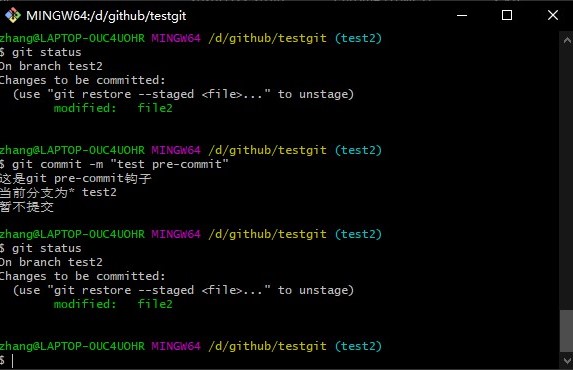 MINGW64:/d/github/testgit
zhang@LAPTOP-OUC4UOHR MINGW64 /d/github/testgit (test2)
$ git status
On branch test2
Changes to be committed:
  (use "git restore --staged <file>..." to unstage)
        modified:   file2
zhang@LAPTOP-OUC4UOHR MINGW64 /d/github/testgit (test2)
$ git commit -m "test pre-commit"
这是git pre-commit钩子
当前分支为* test2
暂不提交
zhang@LAPTOP-OUC4UOHR MINGW64 /d/github/testgit (test2)
$ git status
On branch test2
Changes to be committed:
  (use "git restore --staged <file>..." to unstage)
        modified:   file2
zhang@LAPTOP-OUC4UOHR MINGW64 /d/github/testgit (test2)
$